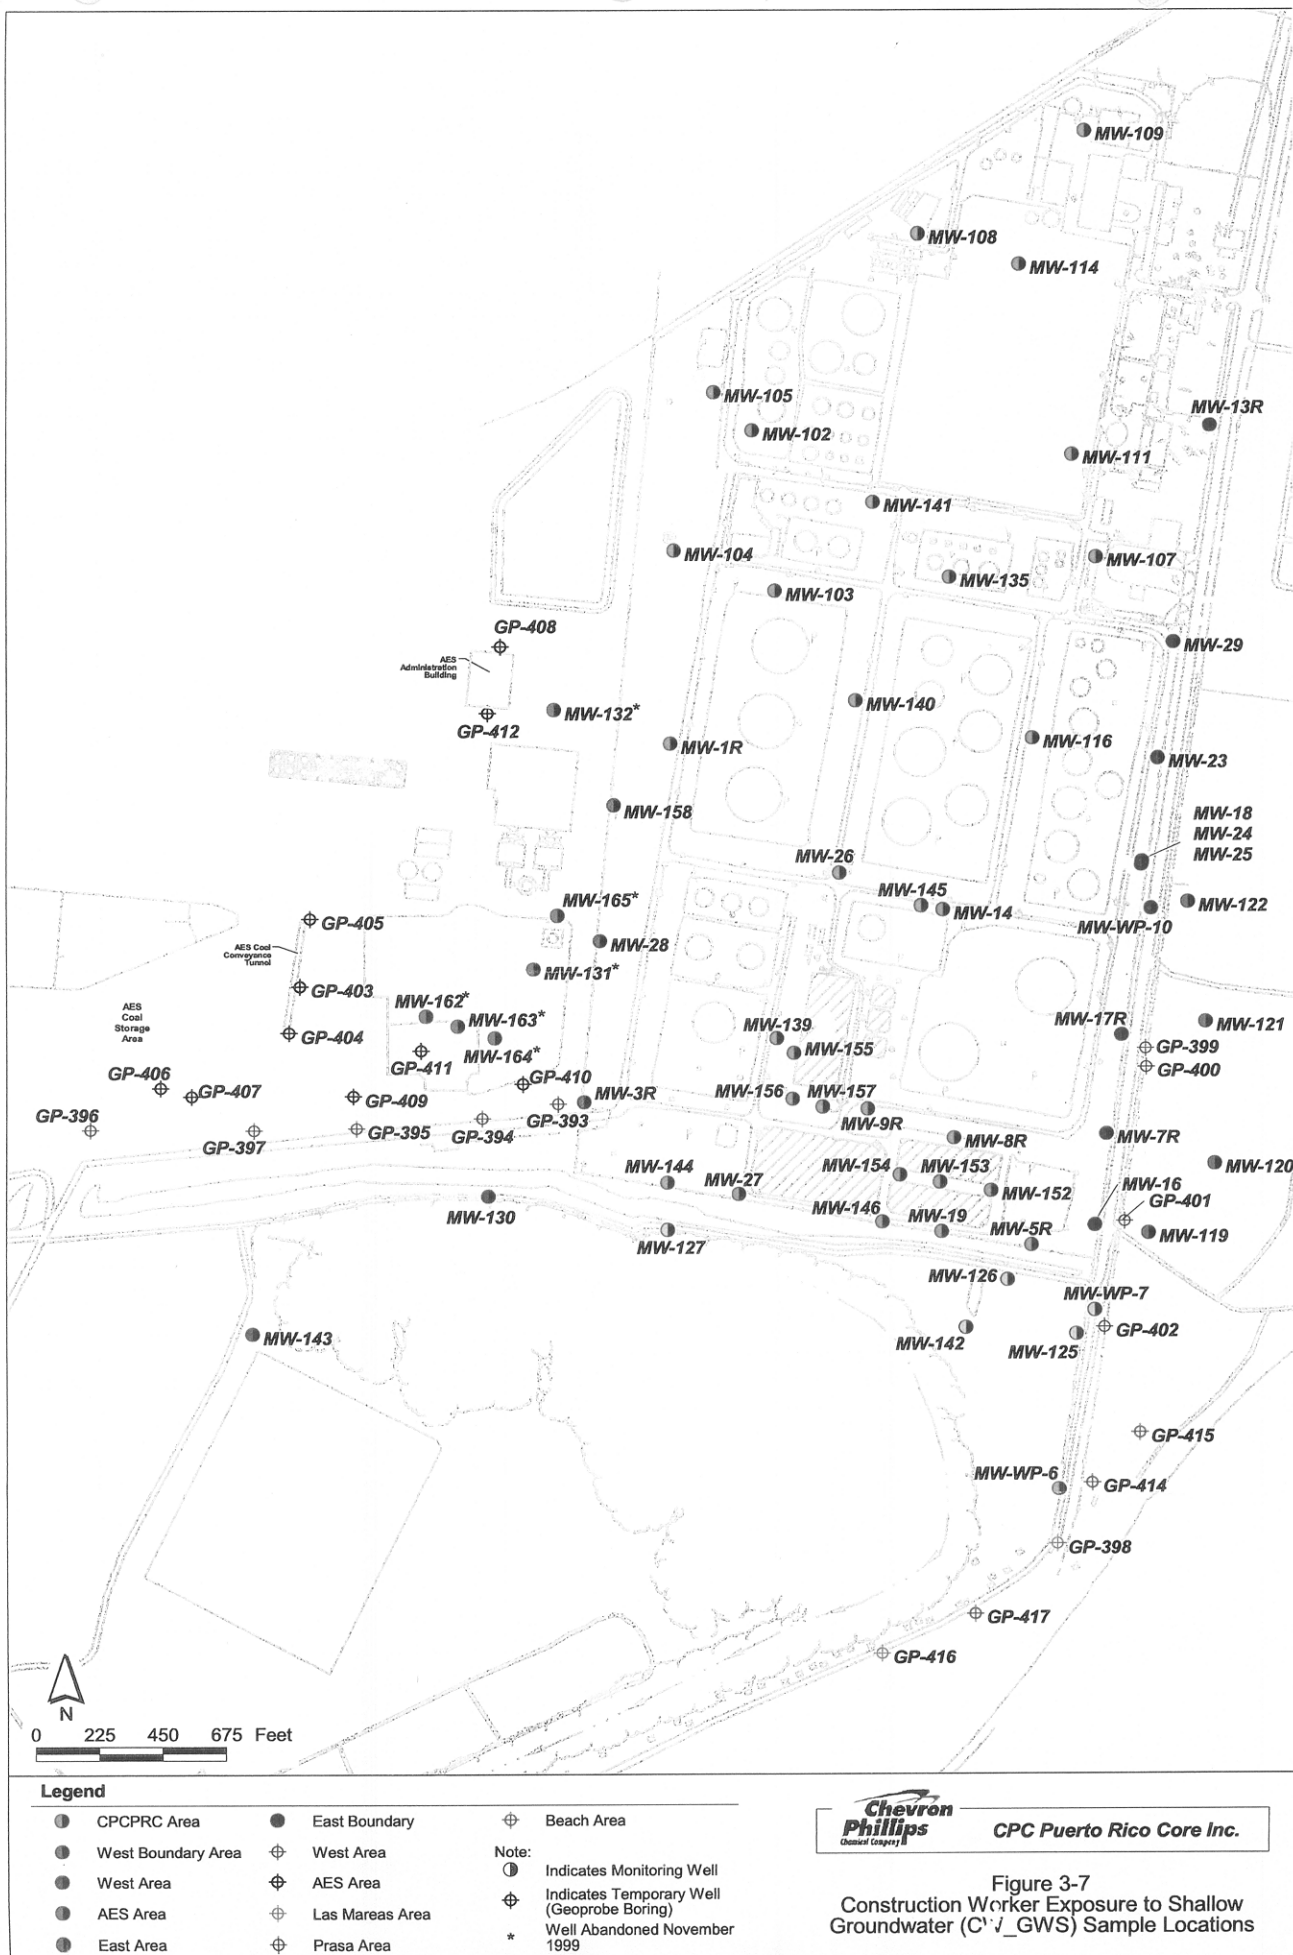 MW-109
MW-108
MW-114
MW-105
MW-13R
MW-102
MW-111
MW-141
MW-104
MW-107
MW-135
MW-103
GP-408
MW-29
AES
Administration
Building
MW-140
MW-132*
GP-412
MW-116
MW-1R
MW-23
MW-158
MW-18
MW-24
MW-25
MW-26
MW-145
MW-165*
MW-122
MW-14
MW-WP-10
GP-405
MW-28
AES Coal
Conveyance
Tunnel
MW-131*
GP-403
MW-162*
AES
Coal
Storage
Area
MW-163*
MW-17R
MW-121
MW-139
GP-404
GP-399
MW-155
MW-164*
GP-411
GP-400
GP-406
GP-410
MW-3R
MW-156
MW-157
GP-407
GP-409
GP-396
GP-393
MW-9R
GP-395
GP-394
MW-8R
MW-7R
GP-397
MW-144
MW-154
MW-153
MW-120
MW-27
MW-16
MW-152
GP-401
MW-130
MW-146
MW-19
MW-5R
MW-119
MW-127
MW-126
MW-WP-7
GP-402
MW-143
MW-142
MW-125
GP-415
MW-WP-6
GP-414
GP-398
GP-417
GP-416
N
0 225 450 675 Feet
Legend
CPCPRC Area
West Boundary Area
West Area
AES Area
East Area
East Boundary
West Area
AES Area
Las Mareas Area
Prasa Area
Beach Area
Note:
Indicates Monitoring Well
Indicates Temporary Well
(Geoprobe Boring)
* Well Abandoned November
1999
Chevron
Phillips
Chemical Company
CPC Puerto Rico Core Inc.
Figure 3-7
Construction Worker Exposure to Shallow
Groundwater (CW_GWS) Sample Locations